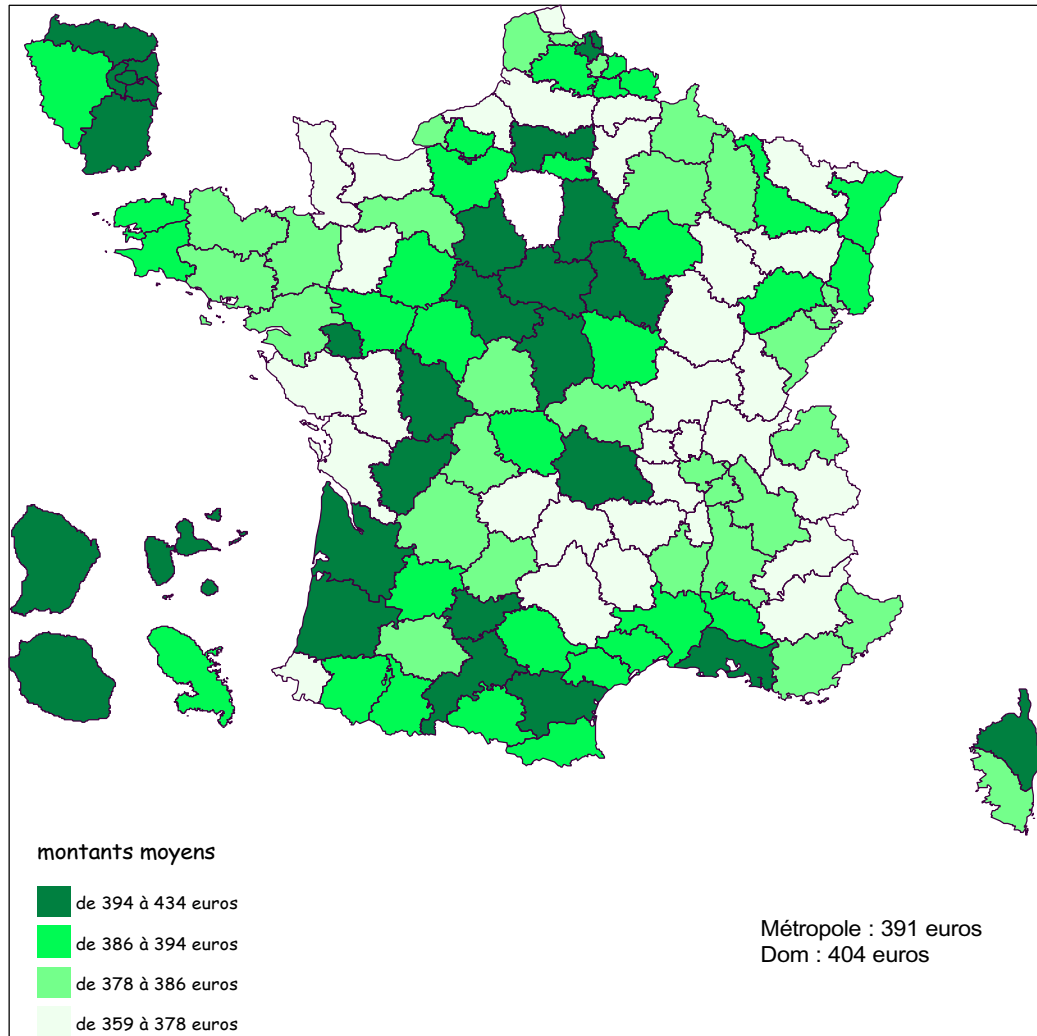 montants moyens
de 394 à 434 euros
de 386 à 394 euros
de 378 à 386 euros
de 359 à 378 euros
Métropole : 391 euros
Dom : 404 euros